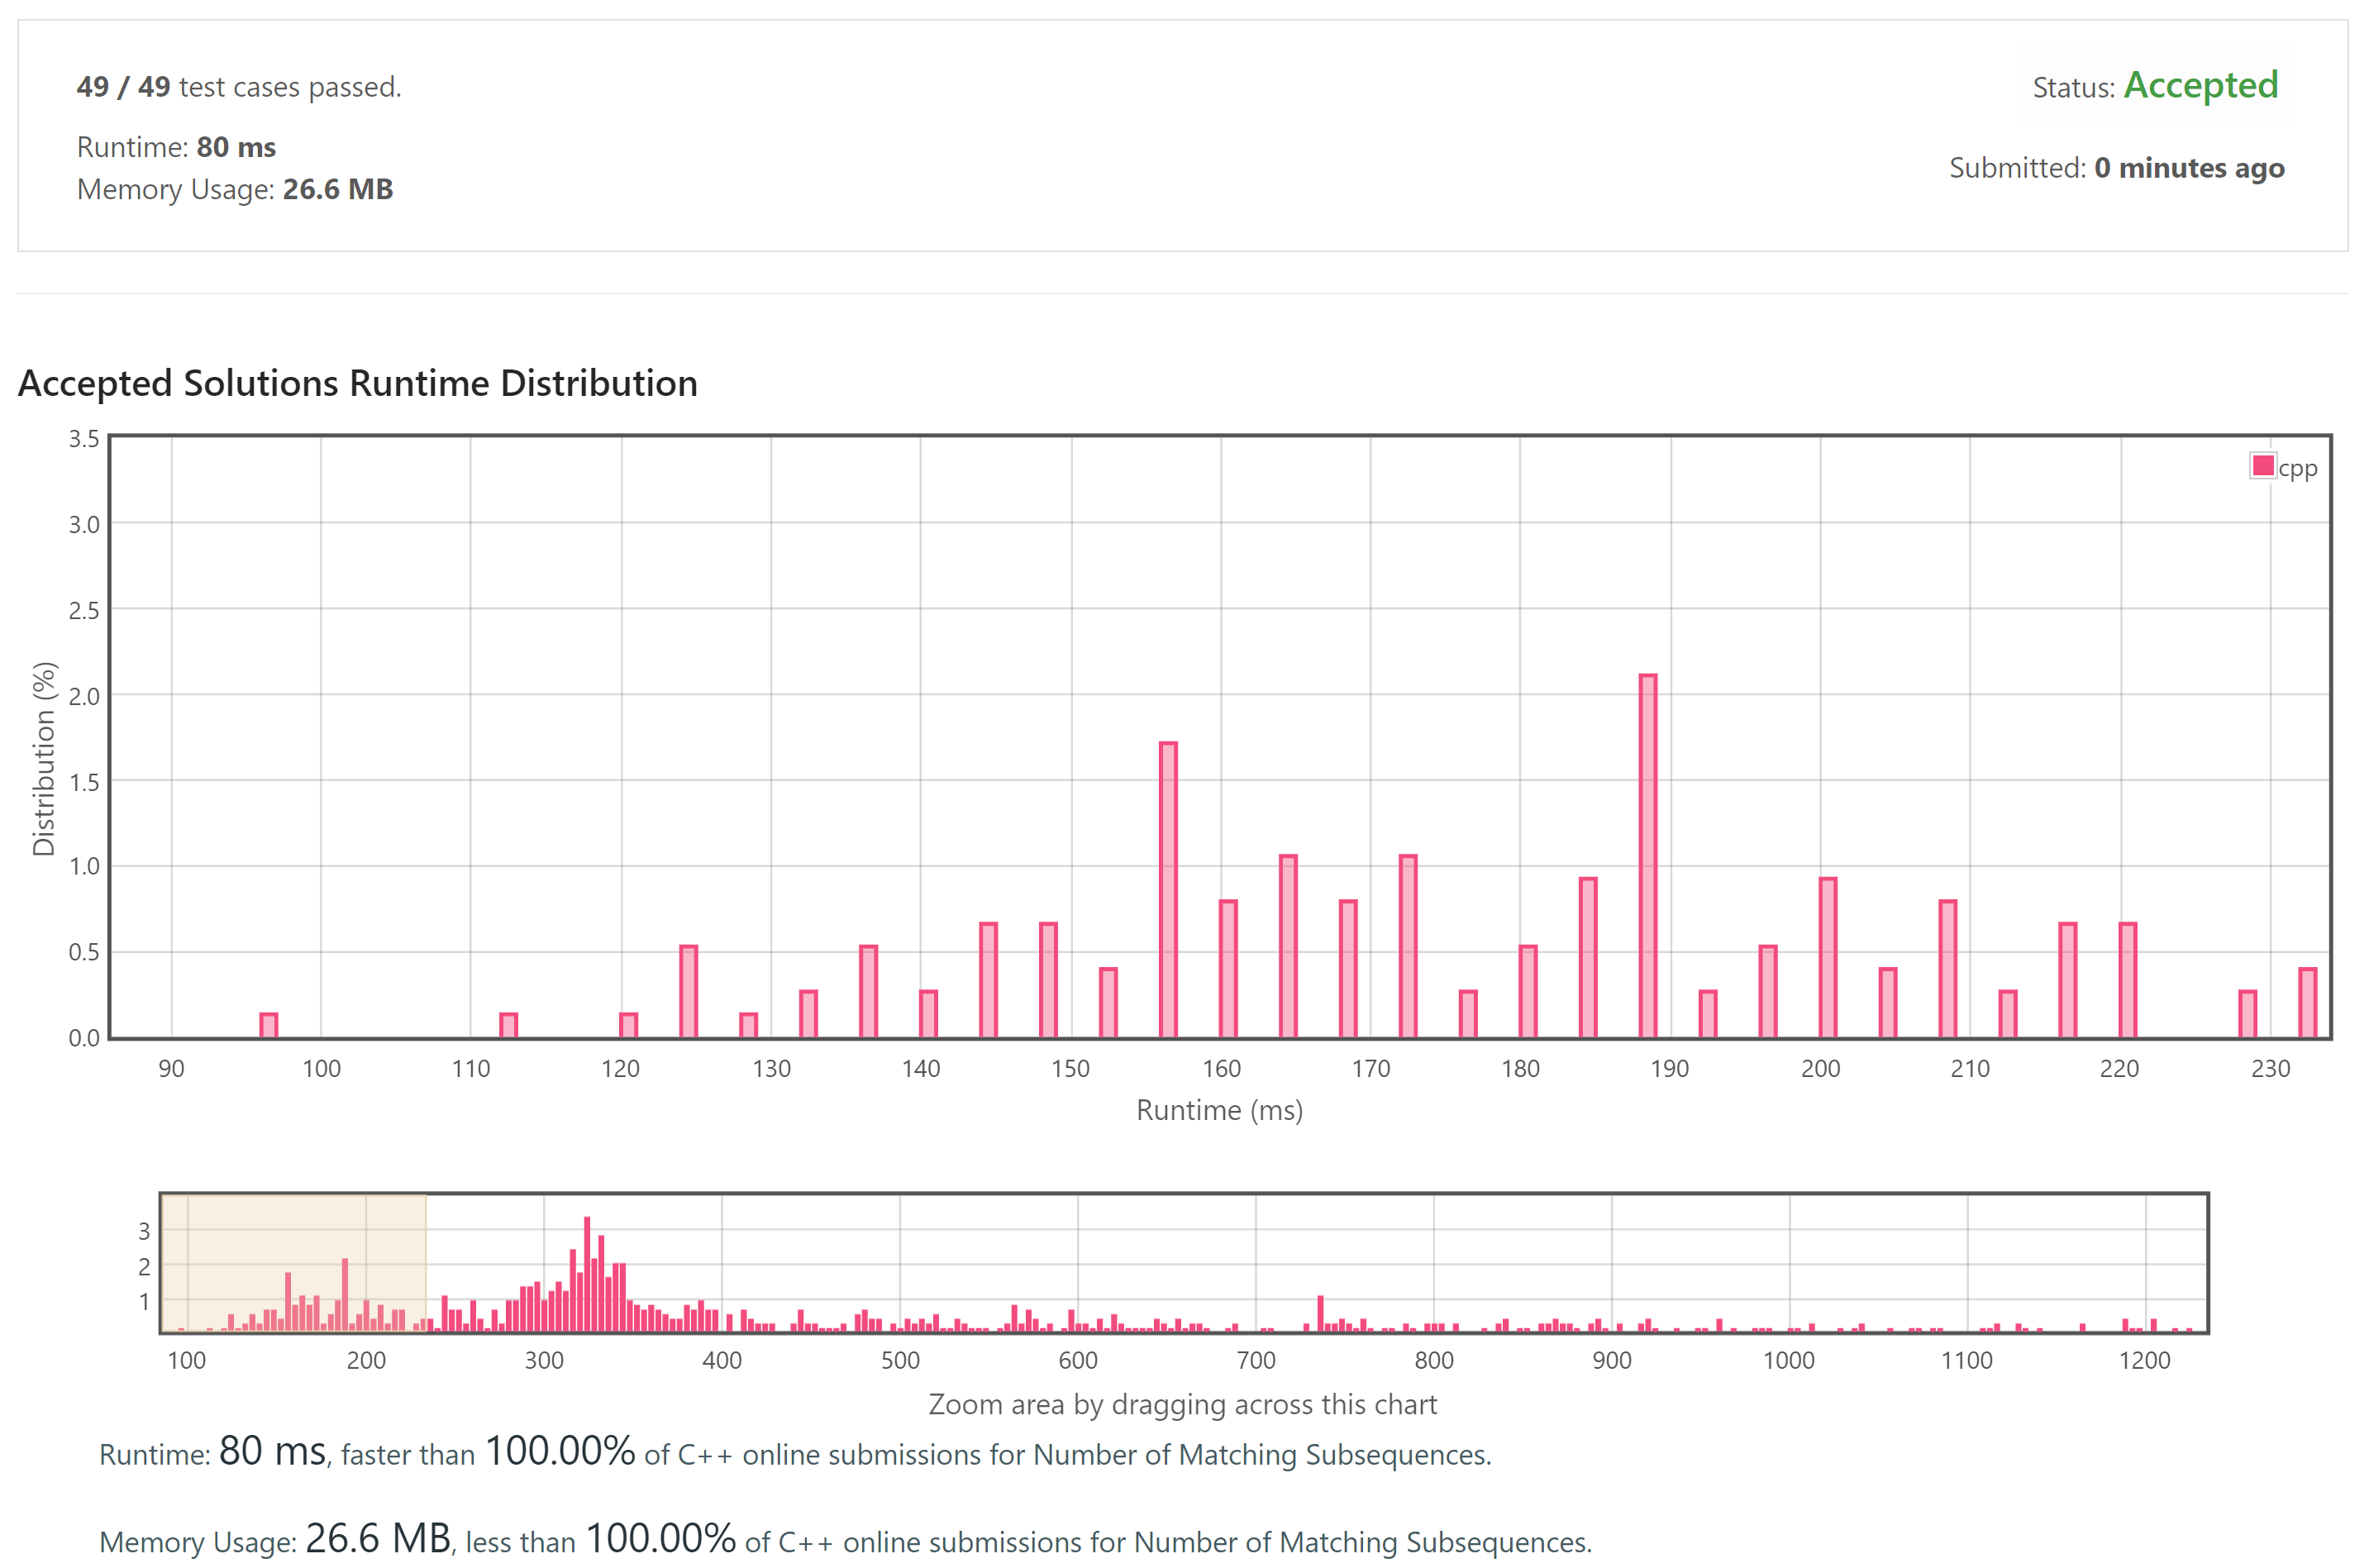 49 / 49 test cases passed.
Status: Accepted
Runtime: 80 ms
Submitted: 0 minutes ago
Memory Usage: 26.6 MB
Accepted Solutions Runtime Distribution
3.5
3.0
2.5
2.0
1.5
1.0
0.5
0.0
Distribution (%)
cpp
90 100 110 120 130 140 150 160 170 180 190 200 210 220 230
Runtime (ms)
3
2
1
100 200 300 400 500 600 700 800 900 1000 1100 1200
Zoom area by dragging across this chart
Runtime: 80 ms, faster than 100.00% of C++ online submissions for Number of Matching Subsequences.
Memory Usage: 26.6 MB, less than 100.00% of C++ online submissions for Number of Matching Subsequences.